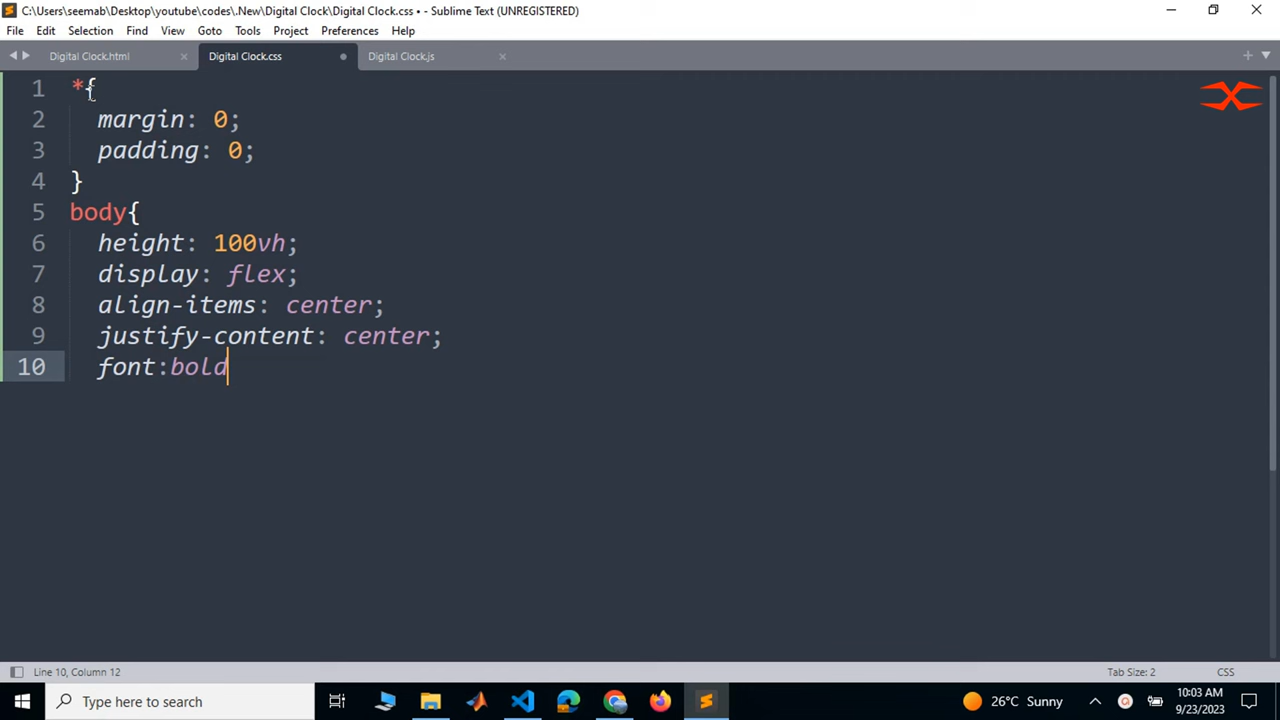 C:\Users\seemab\Desktop\youtube\codes\.New\Digital Clock\Digital Clock.css • - Sublime Text (UNREGISTERED)
File Edit Selection Find View Goto Tools Project Preferences Help
Digital Clock.html Digital Clock.css Digital Clock.js
1 *{
2 margin: 0;
3 padding: 0;
4 }
5 body{
6 height: 100vh;
7 display: flex;
8 align-items: center;
9 justify-content: center;
10 font:bold
Line 10, Column 12 Tab Size: 2 CSS
Type here to search 26°C Sunny 10:03 AM
9/23/2023